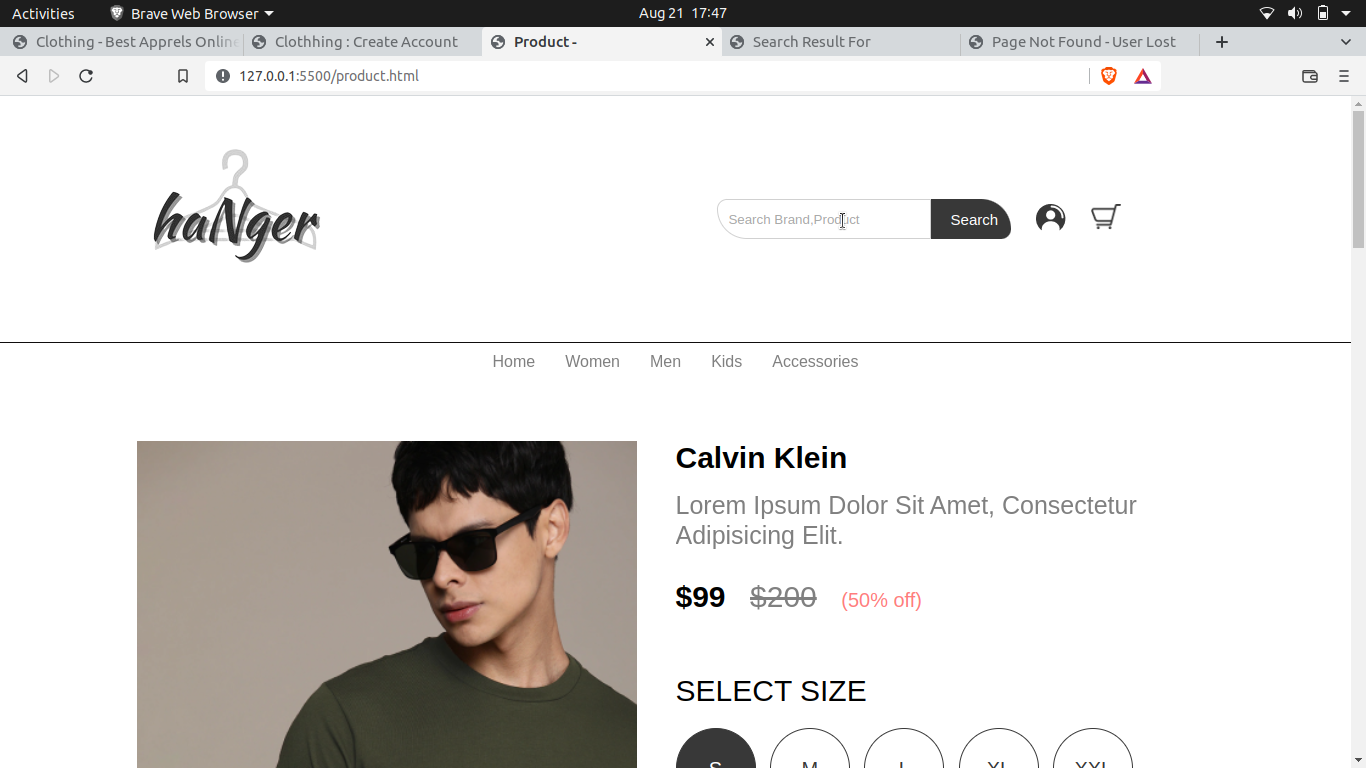 Activities Brave Web Browser Aug 21 17:47
Clothing - Best Apprels Online Clothhing : Create Account Product - Search Result For Page Not Found - User Lost
127.0.0.1:5500/product.html
haNger
Search Brand,Product Search
Home Women Men Kids Accessories
Calvin Klein
Lorem Ipsum Dolor Sit Amet, Consectetur
Adipisicing Elit.
$99 $200 (50% off)
SELECT SIZE
S M L XL XXL